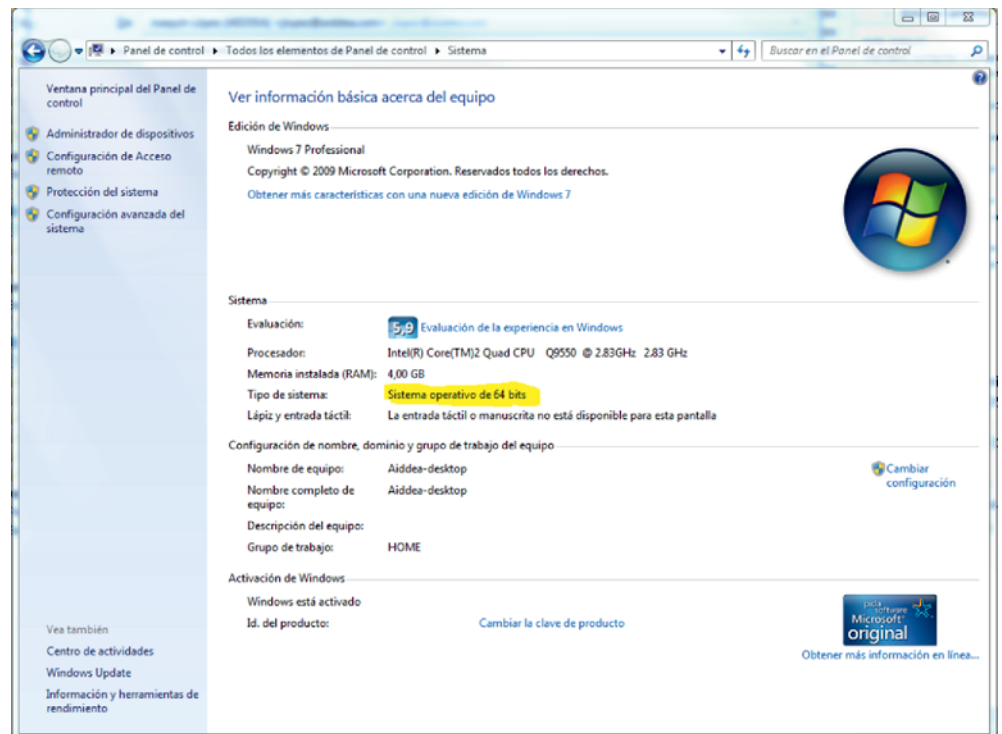 Panel de control ▸ Todos los elementos de Panel de control ▸ Sistema
Buscar en el Panel de control
Ventana principal del Panel de
control
Administrador de dispositivos
Configuración de Acceso
remoto
Protección del sistema
Configuración avanzada del
sistema
Ver información básica acerca del equipo
Edición de Windows
Windows 7 Professional
Copyright © 2009 Microsoft Corporation. Reservados todos los derechos.
Obtener más características con una nueva edición de Windows 7
Sistema
Evaluación: 5,9 Evaluación de la experiencia en Windows
Procesador: Intel(R) Core(TM)2 Quad CPU Q9550 @ 2.83GHz 2.83 GHz
Memoria instalada (RAM): 4,00 GB
Tipo de sistema: Sistema operativo de 64 bits
Lápiz y entrada táctil: La entrada táctil o manuscrita no está disponible para esta pantalla
Configuración de nombre, dominio y grupo de trabajo del equipo
Nombre de equipo: Aiddea-desktop
Cambiar
configuración
Nombre completo de
equipo: Aiddea-desktop
Descripción del equipo:
Grupo de trabajo: HOME
Activación de Windows
Windows está activado
Id. del producto: Cambiar la clave de producto
pida
software
Microsoft
original
Obtener más información en línea...
Vea también
Centro de actividades
Windows Update
Información y herramientas de
rendimiento